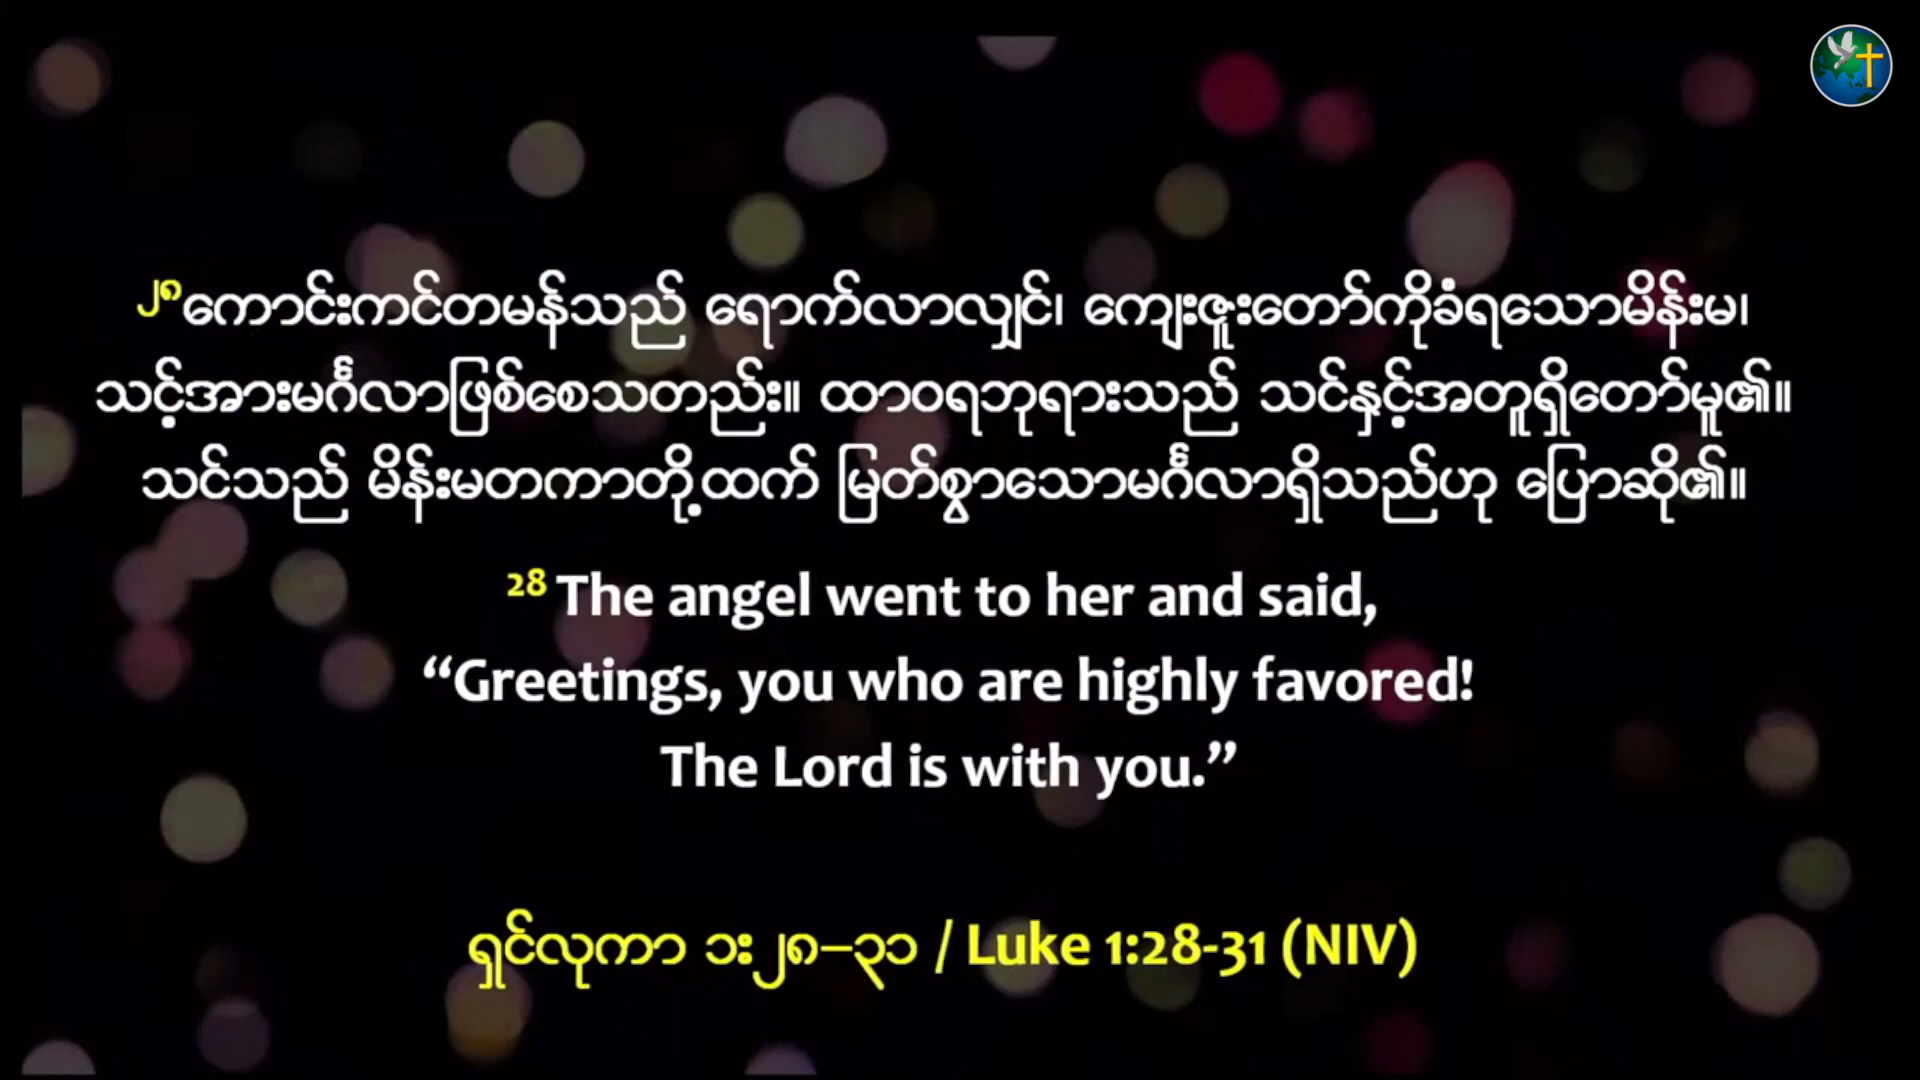 ၂၈ကောင်းကင်တမန်သည် ရောက်လာလျှင်၊ ကျေးဇူးတော်ကိုခံရသောမိန်းမ၊
သင့်အားမင်္ဂလာဖြစ်စေသတည်း။ ထာဝရဘုရားသည် သင်နှင့်အတူရှိတော်မူ၏။
သင်သည် မိန်းမတကာတို့ထက် မြတ်စွာသောမင်္ဂလာရှိသည်ဟု ပြောဆို၏။
28 The angel went to her and said,
“Greetings, you who are highly favored!
The Lord is with you.”
ရှင်လုကာ ၁း၂၈–၃၁ / Luke 1:28-31 (NIV)